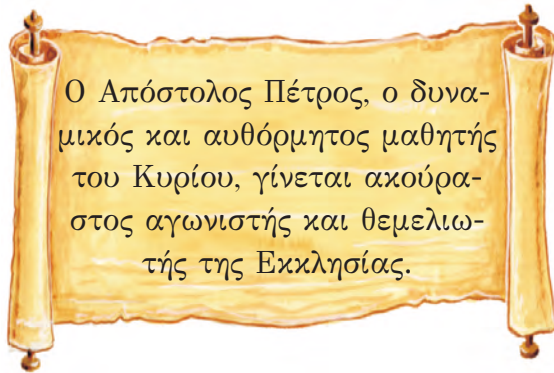 Ο Απόστολος Πέτρος, ο δυνα-
μικός και αυθόρμητος μαθητής
του Κυρίου, γίνεται ακούρα-
στος αγωνιστής και θεμελιω-
τής της Εκκλησίας.